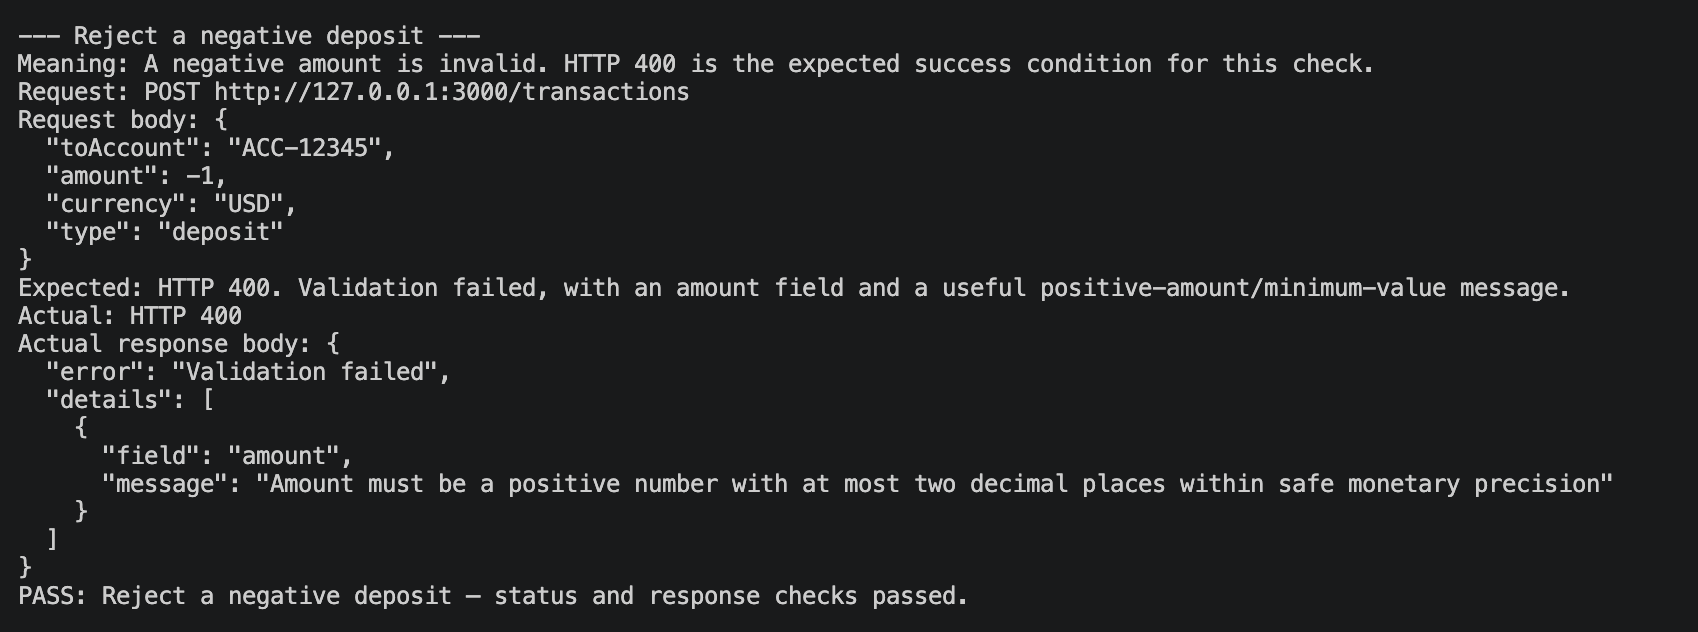 --- Reject a negative deposit ---
Meaning: A negative amount is invalid. HTTP 400 is the expected success condition for this check.
Request: POST http://127.0.0.1:3000/transactions
Request body: {
  "toAccount": "ACC-12345",
  "amount": -1,
  "currency": "USD",
  "type": "deposit"
}
Expected: HTTP 400. Validation failed, with an amount field and a useful positive-amount/minimum-value message.
Actual: HTTP 400
Actual response body: {
  "error": "Validation failed",
  "details": [
    {
      "field": "amount",
      "message": "Amount must be a positive number with at most two decimal places within safe monetary precision"
    }
  ]
}
PASS: Reject a negative deposit — status and response checks passed.